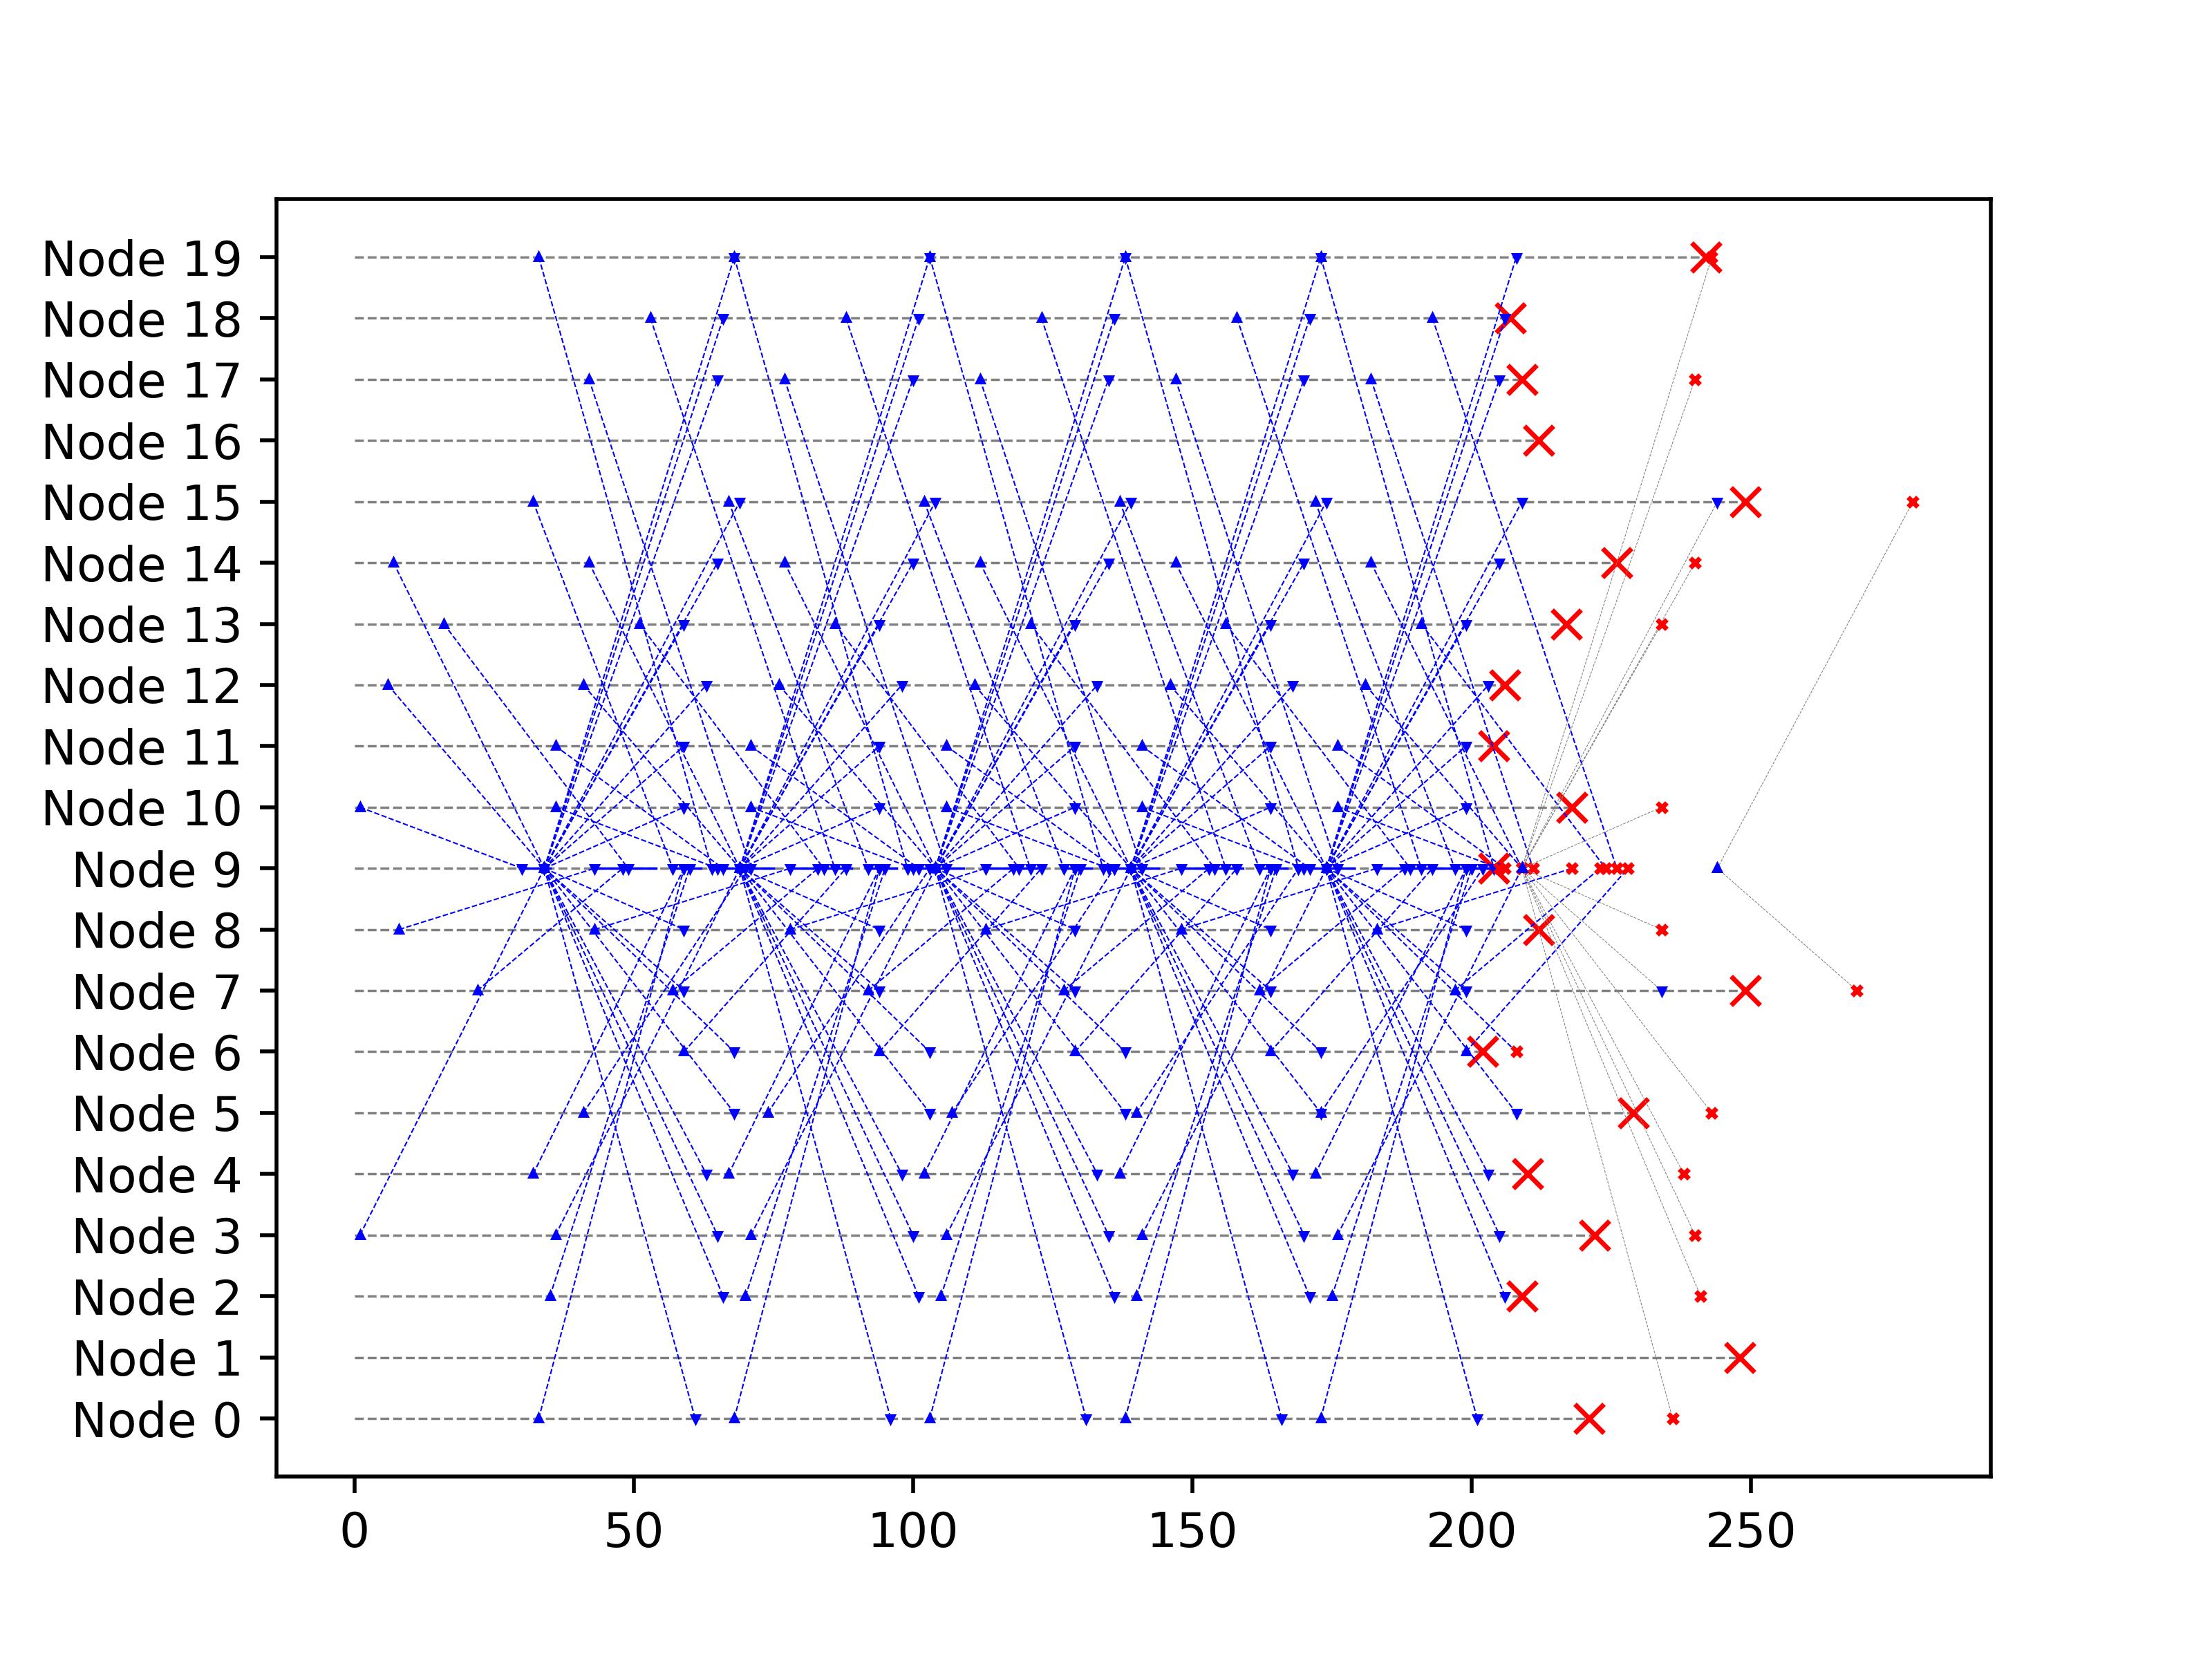 Node 19
Node 18
Node 17
Node 16
Node 15
Node 14
Node 13
Node 12
Node 11
Node 10
Node 9
Node 8
Node 7
Node 6
Node 5
Node 4
Node 3
Node 2
Node 1
Node 0
0 50 100 150 200 250